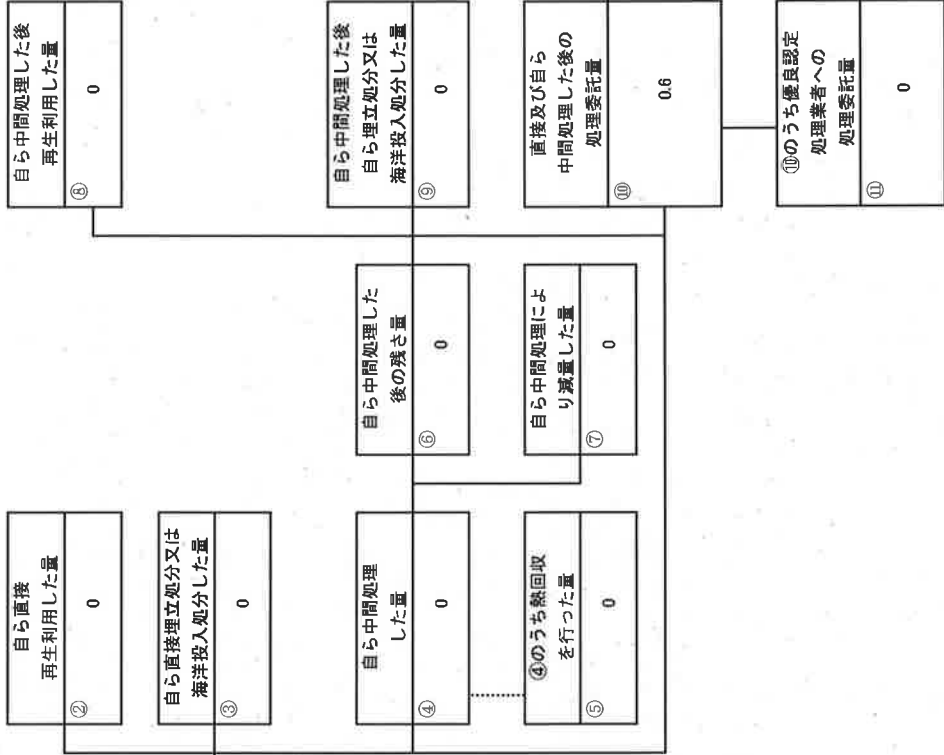 自ら直接
再生利用した量
②
0
自ら直接埋立処分又は
海洋投入処分した量
③
0
自ら中間処理
した量
④
0
④のうち熱回収
を行った量
⑤
0
自ら中間処理した
後の残さ量
⑥
0
自ら中間処理によ
り減量した量
⑦
0
自ら中間処理した後
再生利用した量
⑧
0
自ら中間処理した後
自ら埋立処分又は
海洋投入処分した量
⑨
0
直接及び自ら
中間処理した後の
処理委託量
⑩
0.6
⑩のうち優良認定
処理業者への
処理委託量
⑪
0